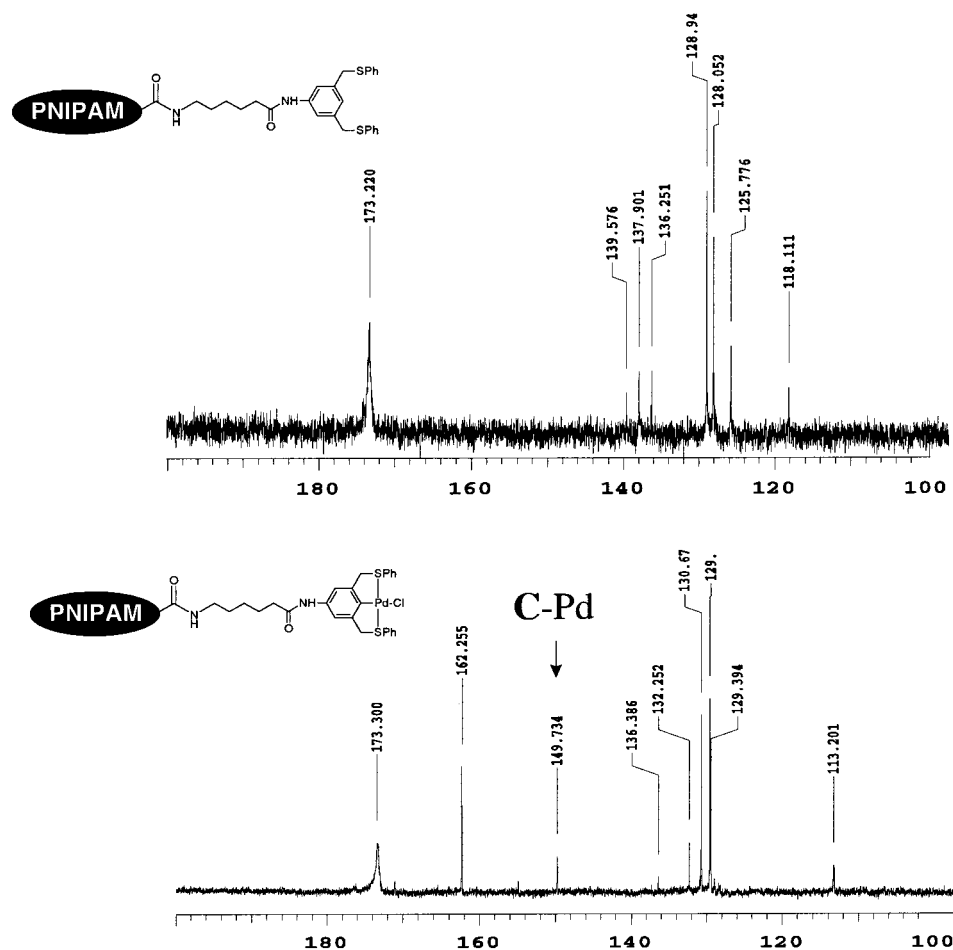 128.94
128.052
125.776
118.111
139.576
137.901
136.251
173.220
PNIPAM
O
N
H
O
NH
SPh
SPh
180 160 140 120 100
PNIPAM
O
N
H
O
NH
SPh
Pd-Cl
SPh
C-Pd
173.300
162.255
149.734
136.386
132.252
130.67
129.
129.394
113.201
180 160 140 120 100